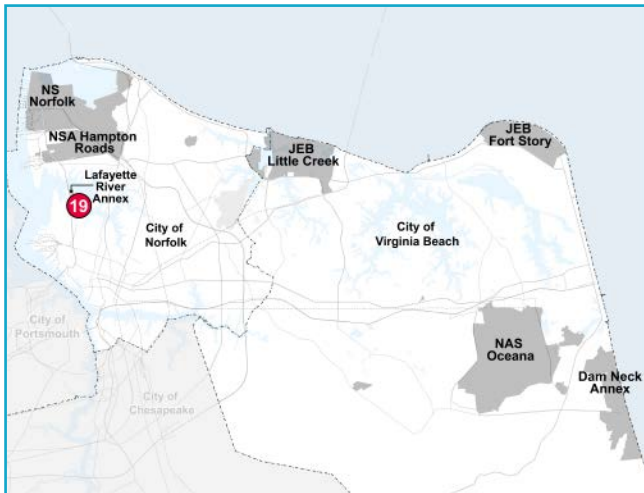 NS
Norfolk
NSA Hampton
Roads
Lafayette
River
Annex
19
City of
Norfolk
JEB
Little Creek
JEB
Fort Story
City of
Virginia Beach
City of
Portsmouth
City of
Chesapeake
NAS
Oceana
Dam Neck
Annex